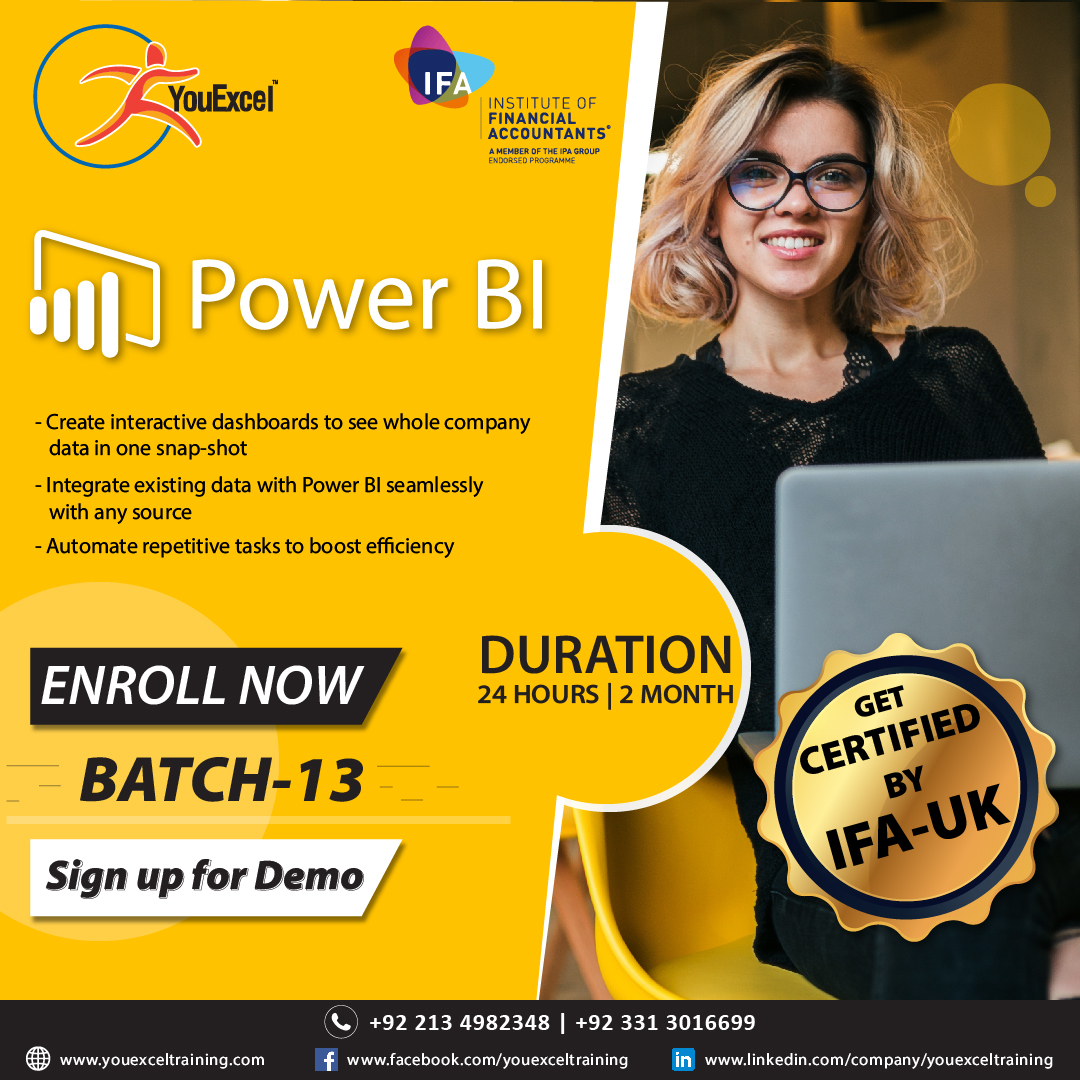 YouExcel™
IFA
INSTITUTE OF
FINANCIAL
ACCOUNTANTS®
A MEMBER OF THE IPA GROUP
ENDORSED PROGRAMME
Power BI
- Create interactive dashboards to see whole company
data in one snap-shot
- Integrate existing data with Power BI seamlessly
with any source
- Automate repetitive tasks to boost efficiency
DURATION
24 HOURS | 2 MONTH
ENROLL NOW
BATCH-13
Sign up for Demo
GET
CERTIFIED
BY
IFA-UK
+92 213 4982348 | +92 331 3016699
www.youexceltraining.com
www.facebook.com/youexceltraining
www.linkedin.com/company/youexceltraining